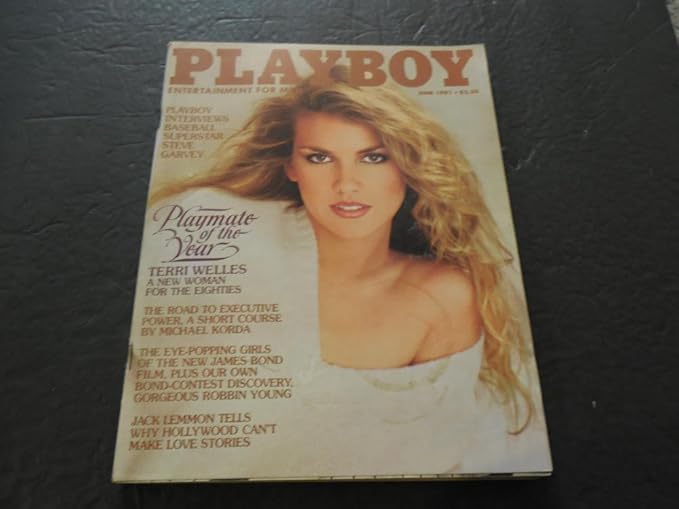 PLAYBOY
ENTERTAINMENT FOR
JUNE 1981 •
PLAYBOY
INTERVIEWS
BASEBALL
SUPERSTAR
STEVE
GARVEY
Playmate
of the
Year
TERRI WELLES
A NEW WOMAN
FOR THE EIGHTIES
THE ROAD TO EXECUTIVE
POWER, A SHORT COURSE
BY MICHAEL KORDA
THE EYE-POPPING GIRLS
OF THE NEW JAMES BOND
FILM, PLUS OUR OWN
BOND-CONTEST DISCOVERY,
GORGEOUS ROBBIN YOUNG
JACK LEMMON TELLS
WHY HOLLYWOOD CAN'T
MAKE LOVE STORIES